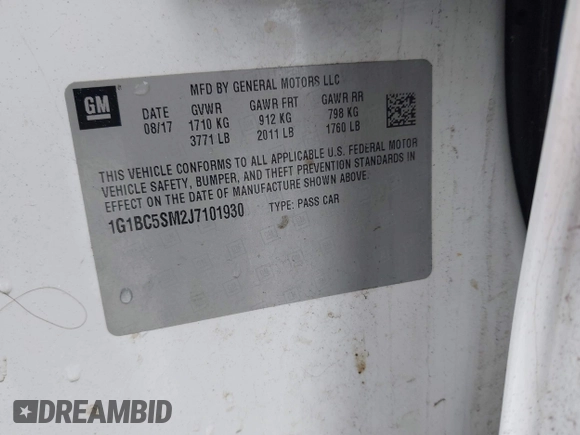 GM
MFD BY GENERAL MOTORS LLC
DATE GVWR GAWR FRT GAWR RR
08/17 1710 KG 912 KG 798 KG
3771 LB 2011 LB 1760 LB
THIS VEHICLE CONFORMS TO ALL APPLICABLE U.S. FEDERAL MOTOR
VEHICLE SAFETY, BUMPER, AND THEFT PREVENTION STANDARDS IN
EFFECT ON THE DATE OF MANUFACTURE SHOWN ABOVE.
1G1BC5SM2J7101930 TYPE: PASS CAR
DREAMBID